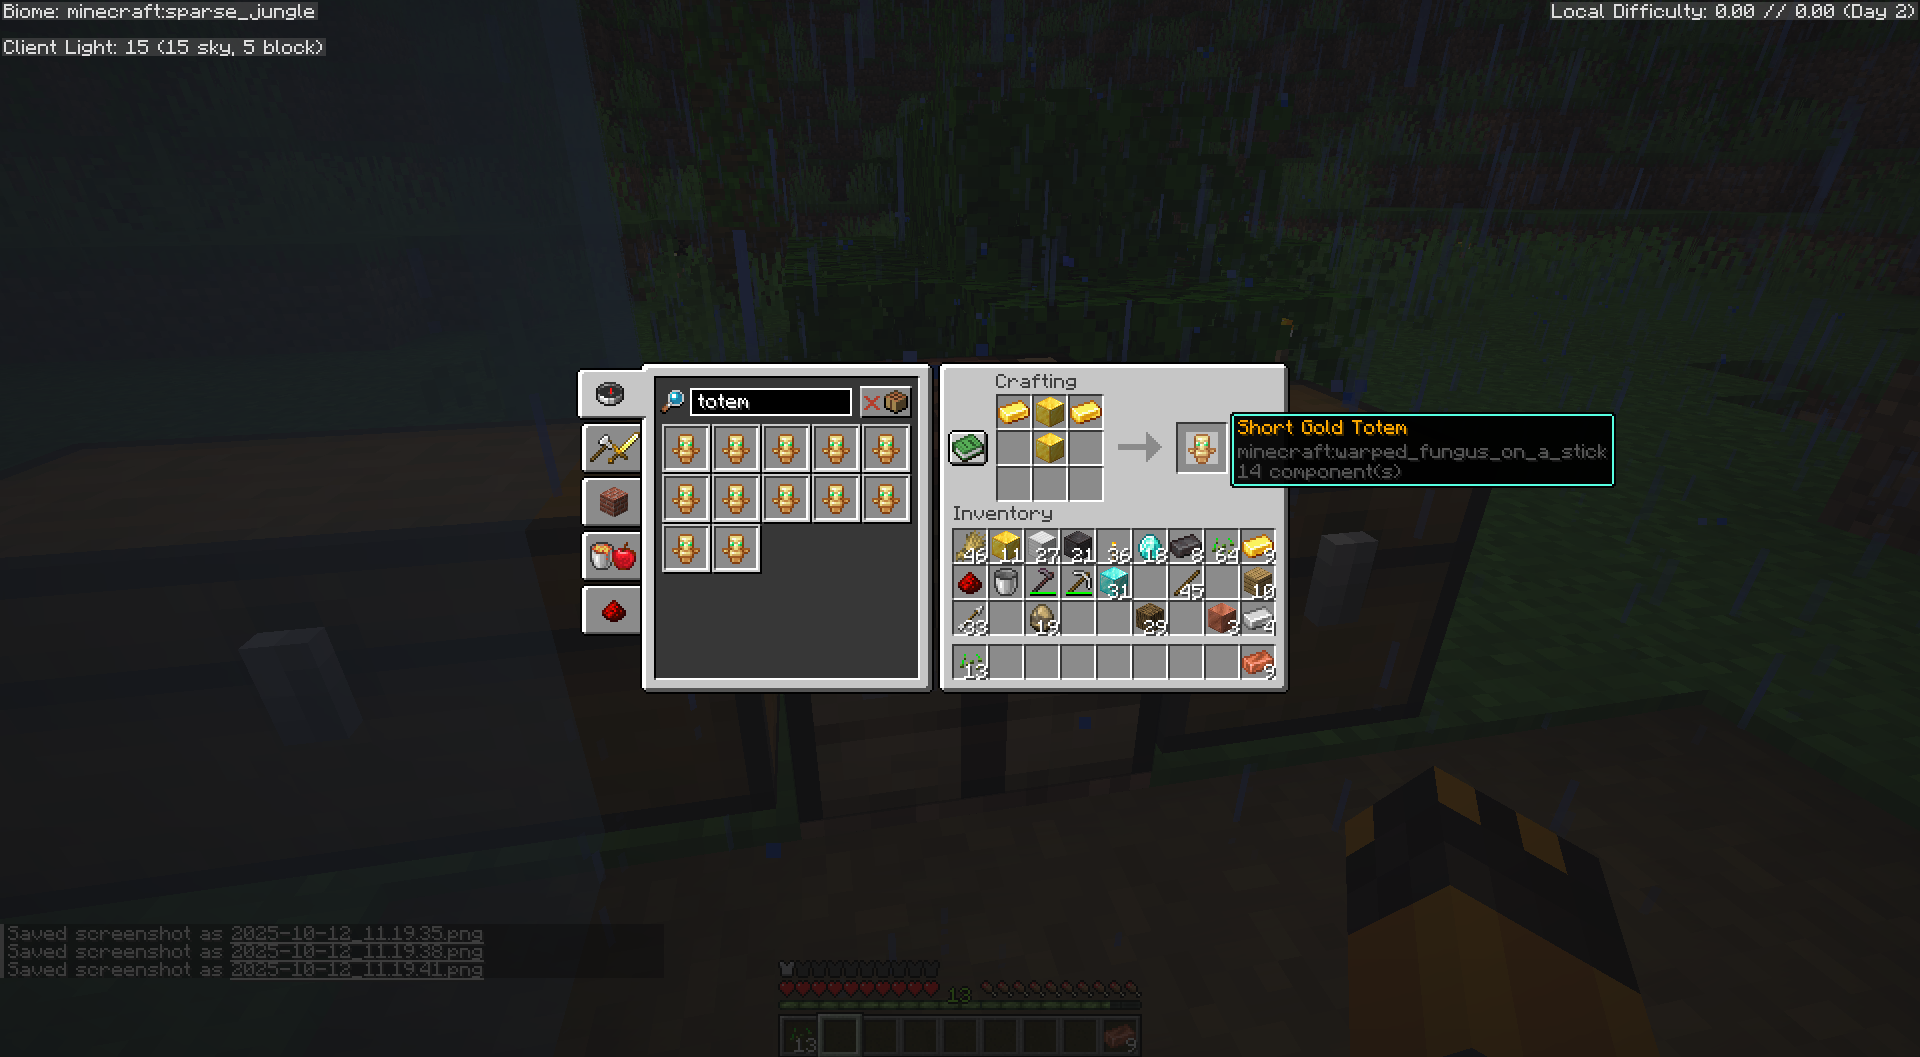 Biome: minecraft:sparse_jungle
Local Difficulty: 0.00 // 0.00 (Day 2)
Client Light: 15 (15 sky, 5 block)
totem
Crafting
Short Gold Totem
minecraft:warped_fungus_on_a_stick
14 component(s)
Inventory
46 11 27 21 36 18 8 64 9
31 45 10
33 19 29 3 4
13 9
Saved screenshot as 2025-10-12_11.19.35.png
Saved screenshot as 2025-10-12_11.19.38.png
Saved screenshot as 2025-10-12_11.19.41.png
13
13 9